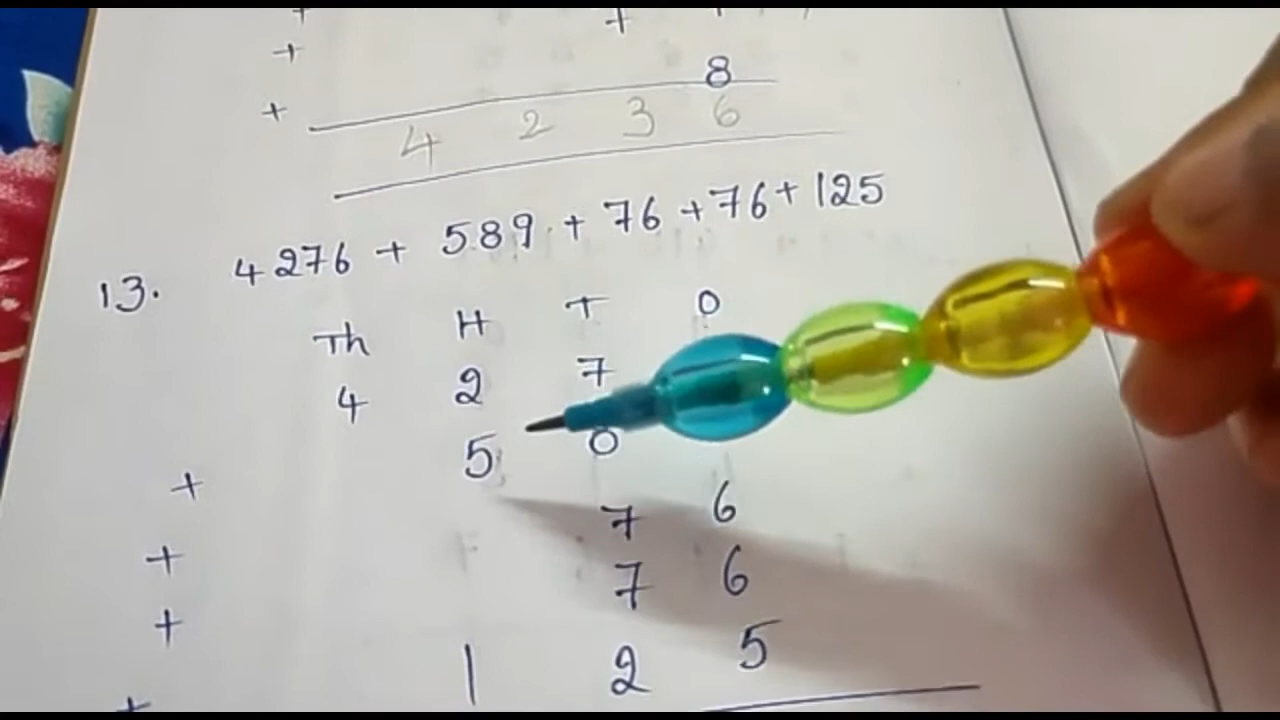 + +
+
8
+
4 2 3 6
13. 4276 + 589 + 76 + 76 + 125
Th H T O
4 2 7
+ 5
+ 7 6
+ 7 6
+ 1 2 5